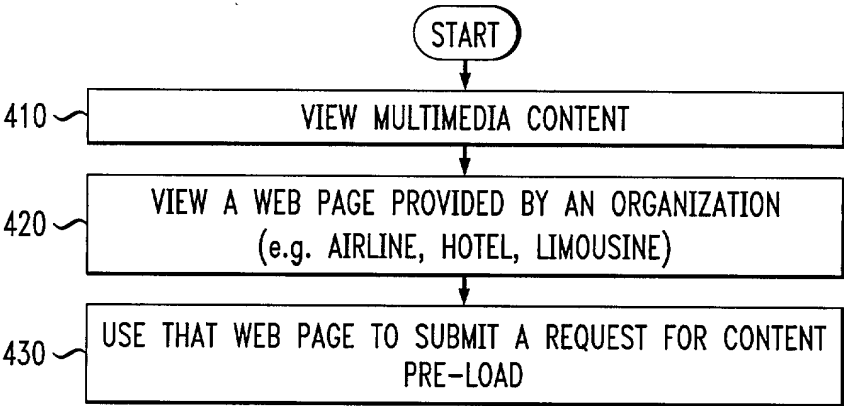 START
410
VIEW MULTIMEDIA CONTENT
420
VIEW A WEB PAGE PROVIDED BY AN ORGANIZATION
(e.g. AIRLINE, HOTEL, LIMOUSINE)
430
USE THAT WEB PAGE TO SUBMIT A REQUEST FOR CONTENT
PRE-LOAD